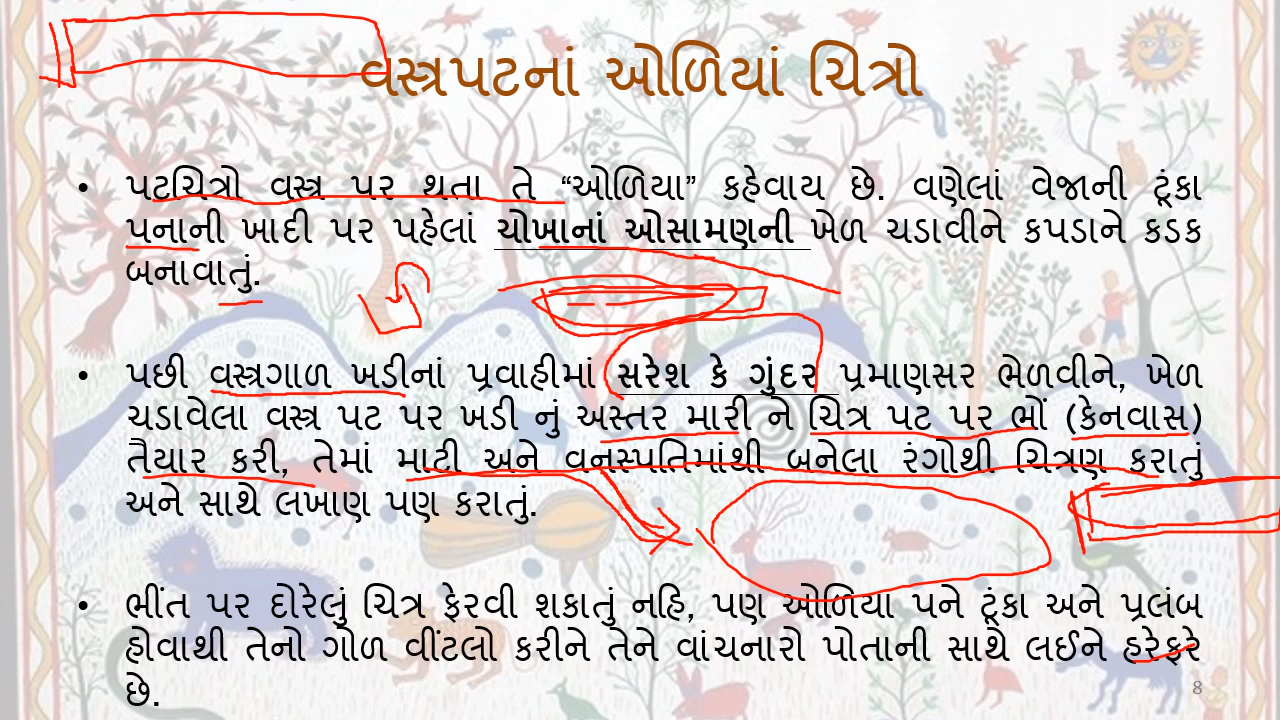 વસ્ત્રપટનાં ઓળિયાં ચિત્રો
• પટચિત્રો વસ્ત્ર પર થતા તે “ઓળિયા” કહેવાય છે. વણેલાં વેજાની ટૂંકા
પનાની ખાદી પર પહેલાં ચોખાનાં ઓસામણની ખેળ ચડાવીને કપડાને કડક
બનાવાતું.
• પછી વસ્ત્રગાળ ખડીનાં પ્રવાહીમાં સરેશ કે ગુંદર પ્રમાણસર ભેળવીને, ખેળ
ચડાવેલા વસ્ત્ર પટ પર ખડી નું અસ્તર મારી ને ચિત્ર પટ પર ભોં (કેનવાસ)
તૈયાર કરી, તેમાં માટી અને વનસ્પતિમાંથી બનેલા રંગોથી ચિત્રણ કરાતું
અને સાથે લખાણ પણ કરાતું.
• ભીંત પર દોરેલું ચિત્ર ફેરવી શકાતું નહિ, પણ ઓળિયા પને ટૂંકા અને પ્રલંબ
હોવાથી તેનો ગોળ વીંટલો કરીને તેને વાંચનારો પોતાની સાથે લઈને હરેફરે
છે.
8